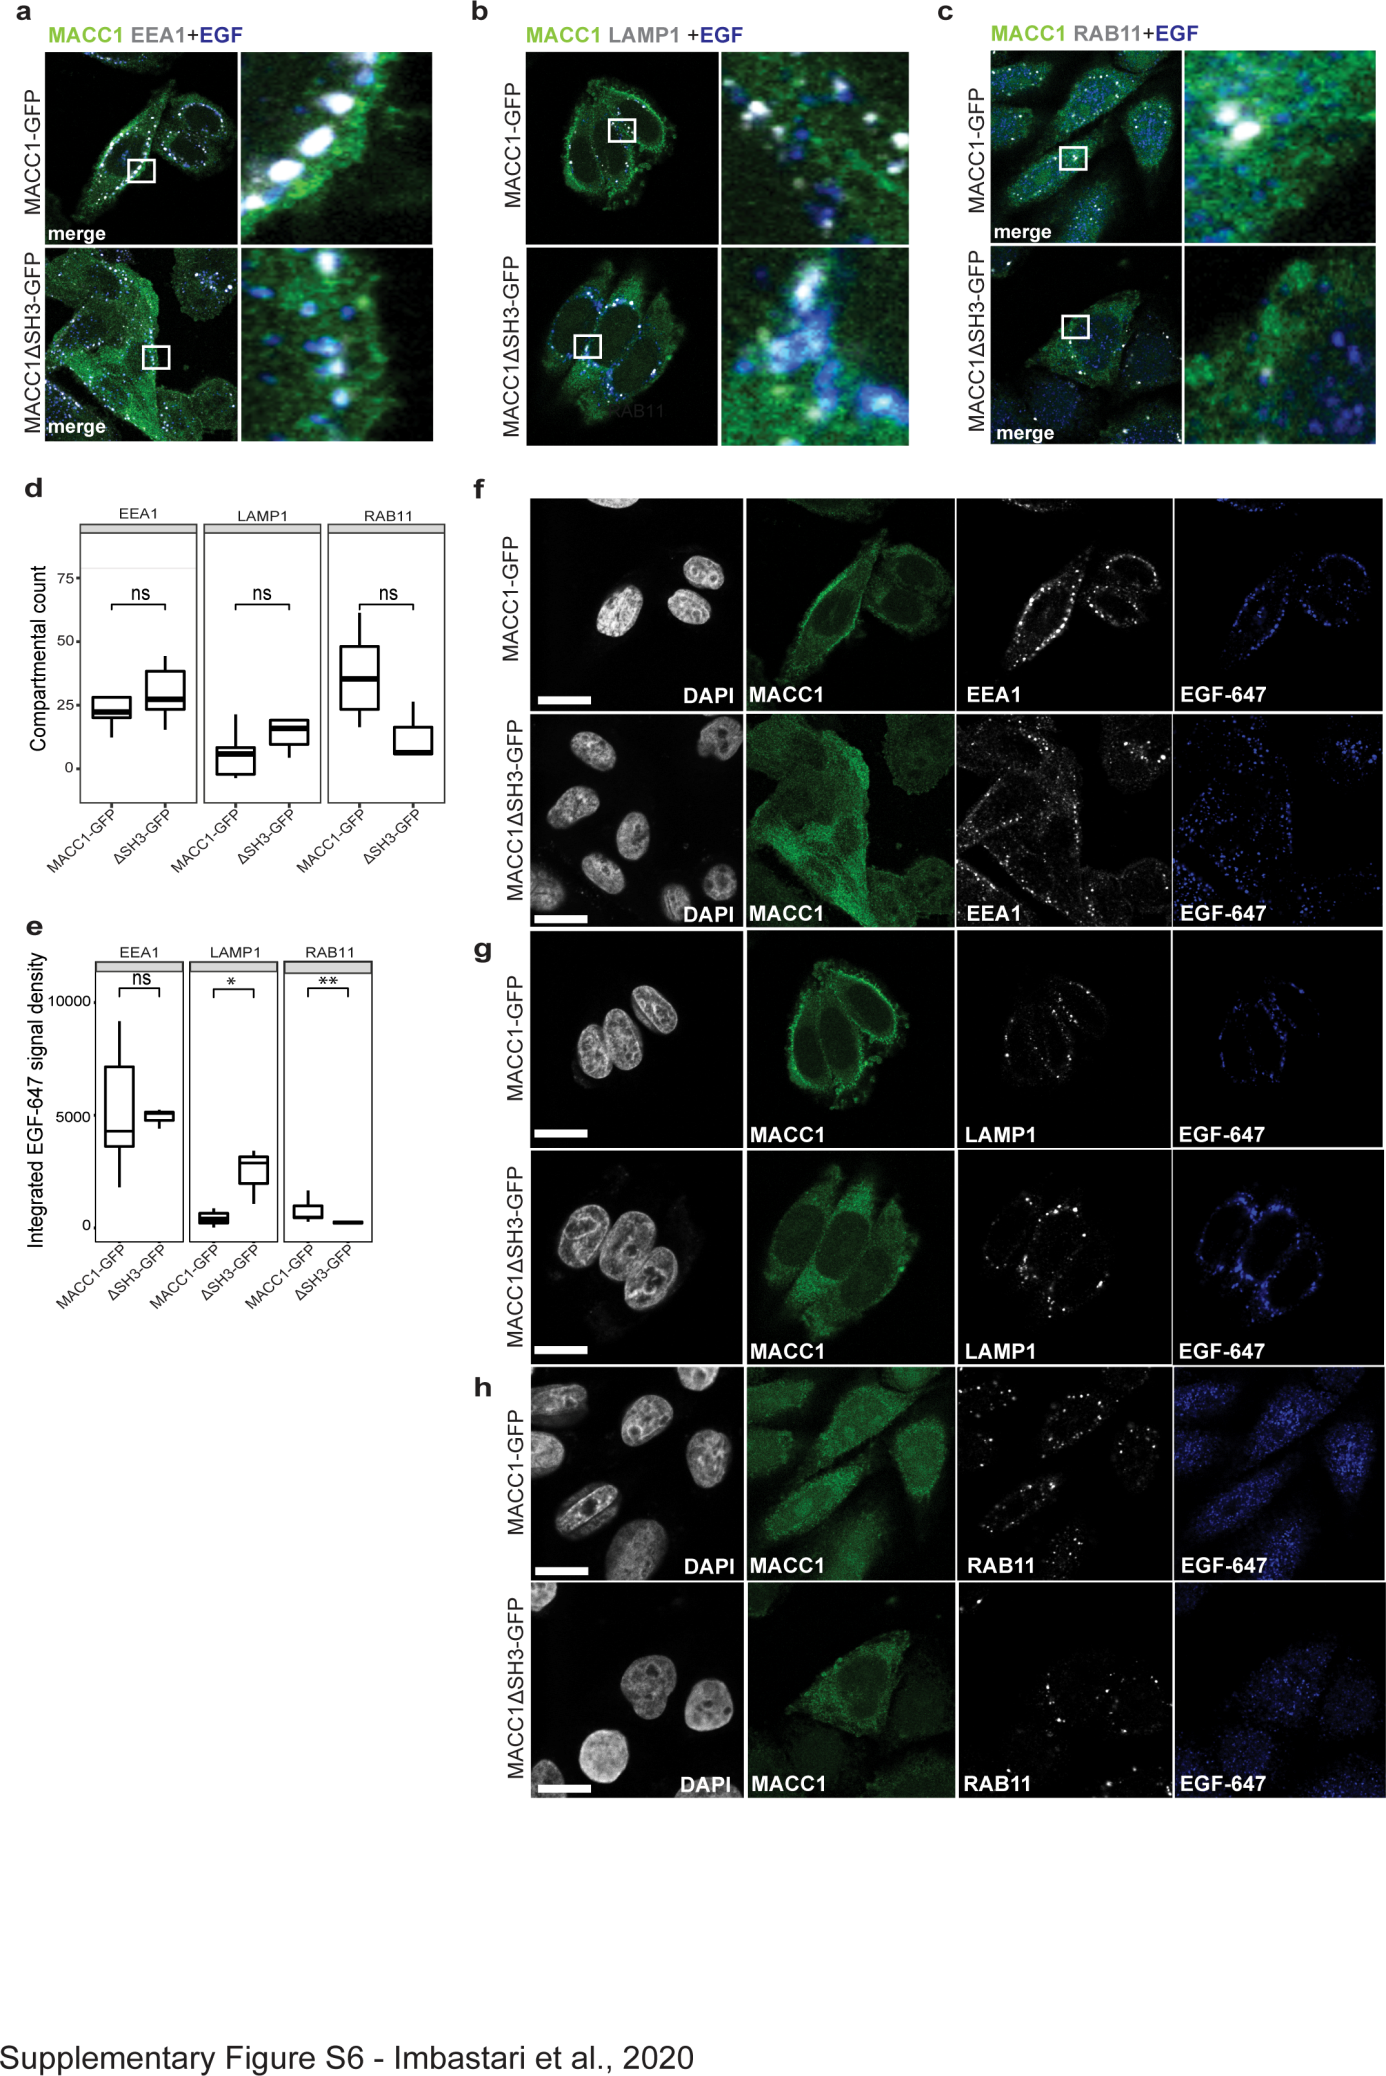 a
MACC1 EEA1+EGF
MACC1-GFP
merge
MACC1ΔSH3-GFP
merge
b
MACC1 LAMP1 +EGF
MACC1-GFP
MACC1ΔSH3-GFP
RAB11
c
MACC1 RAB11+EGF
MACC1-GFP
merge
MACC1ΔSH3-GFP
merge
d
EEA1 LAMP1 RAB11
Compartmental count
75
50
25
0
ns ns ns
MACC1-GFP ΔSH3-GFP MACC1-GFP ΔSH3-GFP MACC1-GFP ΔSH3-GFP
e
EEA1 LAMP1 RAB11
Integrated EGF-647 signal density
10000
5000
0
ns * **
MACC1-GFP ΔSH3-GFP MACC1-GFP ΔSH3-GFP MACC1-GFP ΔSH3-GFP
f
MACC1-GFP
DAPI MACC1 EEA1 EGF-647
MACC1ΔSH3-GFP
DAPI MACC1 EEA1 EGF-647
g
MACC1-GFP
MACC1 LAMP1 EGF-647
MACC1ΔSH3-GFP
MACC1 LAMP1 EGF-647
h
MACC1-GFP
DAPI MACC1 RAB11 EGF-647
MACC1ΔSH3-GFP
DAPI MACC1 RAB11 EGF-647
Supplementary Figure S6 - Imbastari et al., 2020